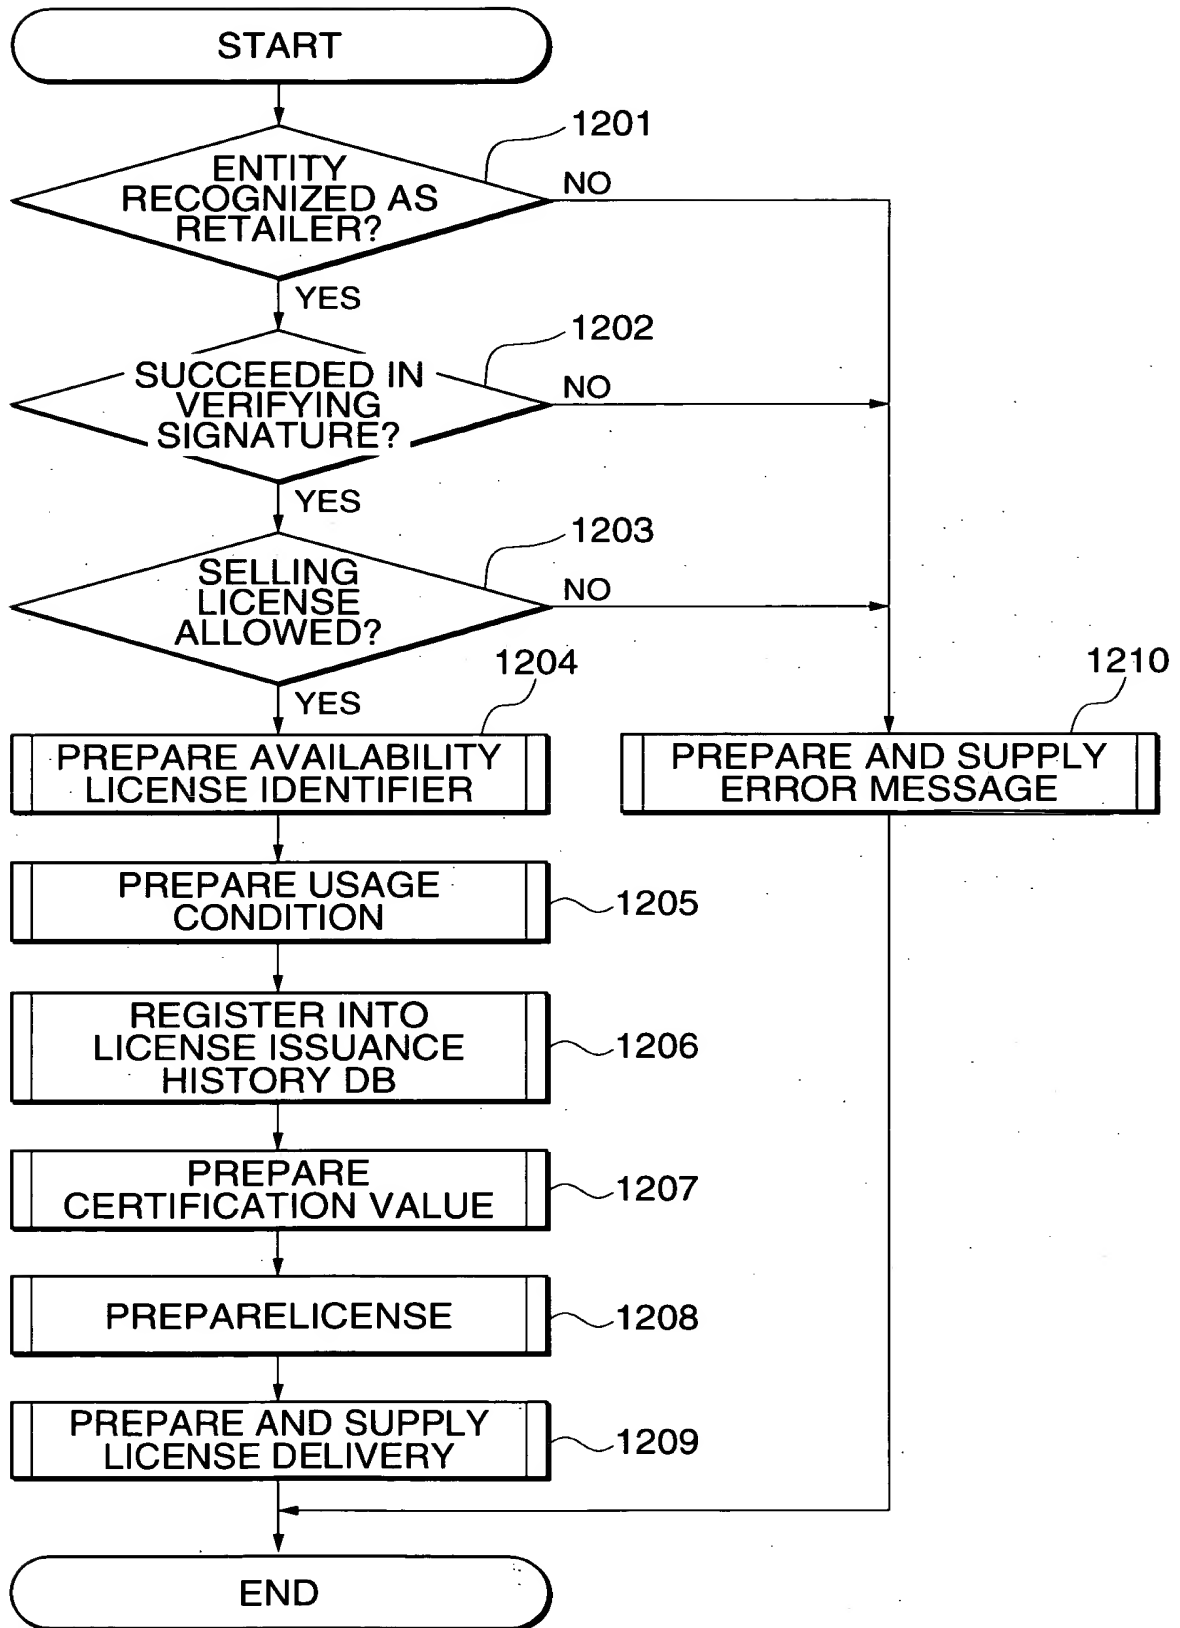 START
1201
ENTITY
RECOGNIZED AS
RETAILER?
NO
YES
1202
SUCCEEDED IN
VERIFYING
SIGNATURE?
NO
YES
1203
SELLING
LICENSE
ALLOWED?
NO
YES
1204
PREPARE AVAILABILITY
LICENSE IDENTIFIER
1210
PREPARE AND SUPPLY
ERROR MESSAGE
PREPARE USAGE
CONDITION
1205
REGISTER INTO
LICENSE ISSUANCE
HISTORY DB
1206
PREPARE
CERTIFICATION VALUE
1207
PREPARELICENSE
1208
PREPARE AND SUPPLY
LICENSE DELIVERY
1209
END